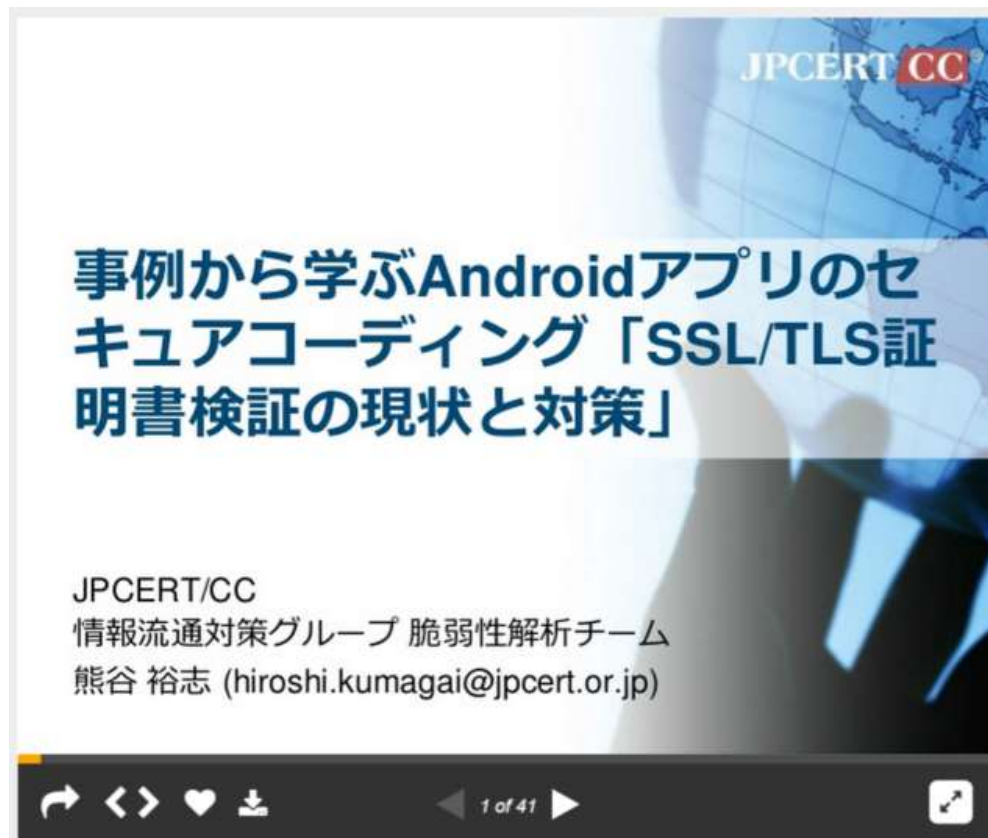 JPCERT CC®
事例から学ぶAndroidアプリのセ
キュアコーディング「SSL/TLS証
明書検証の現状と対策」
JPCERT/CC
情報流通対策グループ 脆弱性解析チーム
熊谷 裕志 (hiroshi.kumagai@jpcert.or.jp)
1 of 41